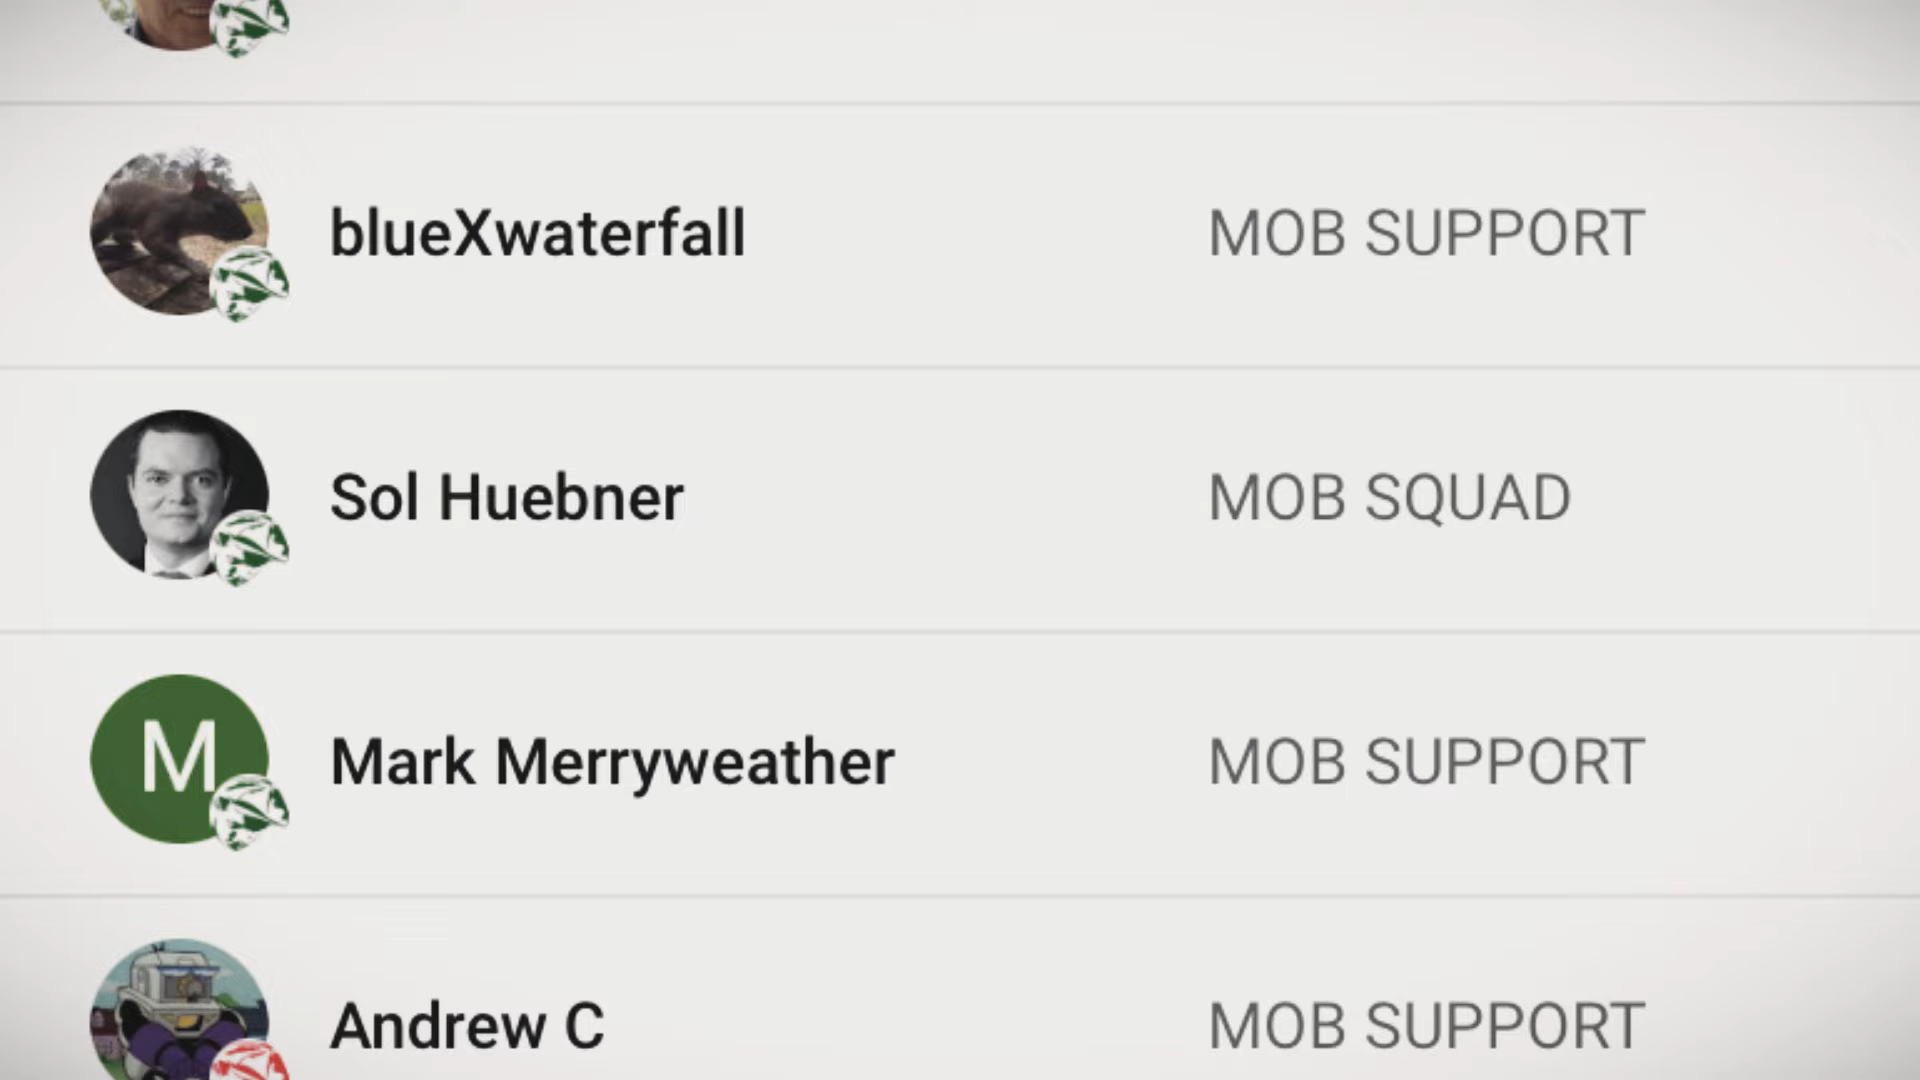 blueXwaterfall MOB SUPPORT
Sol Huebner MOB SQUAD
M Mark Merryweather MOB SUPPORT
Andrew C MOB SUPPORT